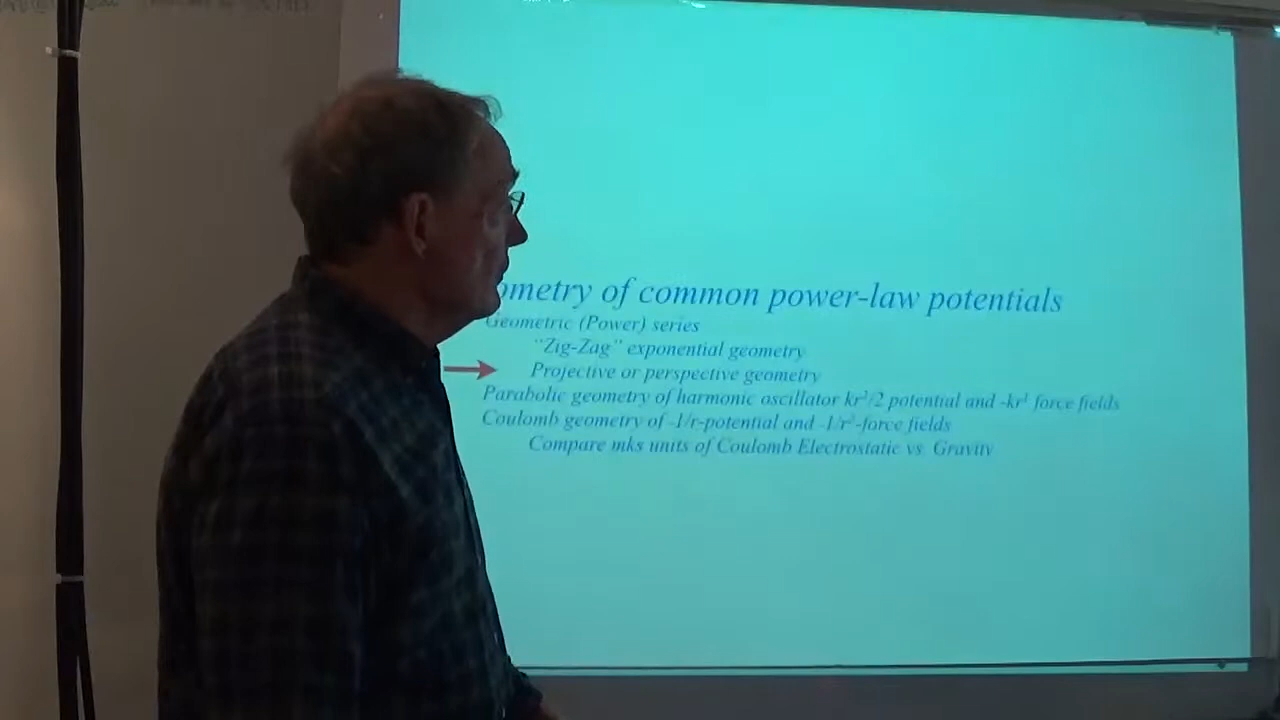 ometry of common power-law potentials
Geometric (Power) series
“Zig-Zag” exponential geometry
Projective or perspective geometry
Parabolic geometry of harmonic oscillator kr²/2 potential and -kr¹ force fields
Coulomb geometry of -1/r-potential and -1/r²-force fields
Compare mks units of Coulomb Electrostatic vs. Gravity